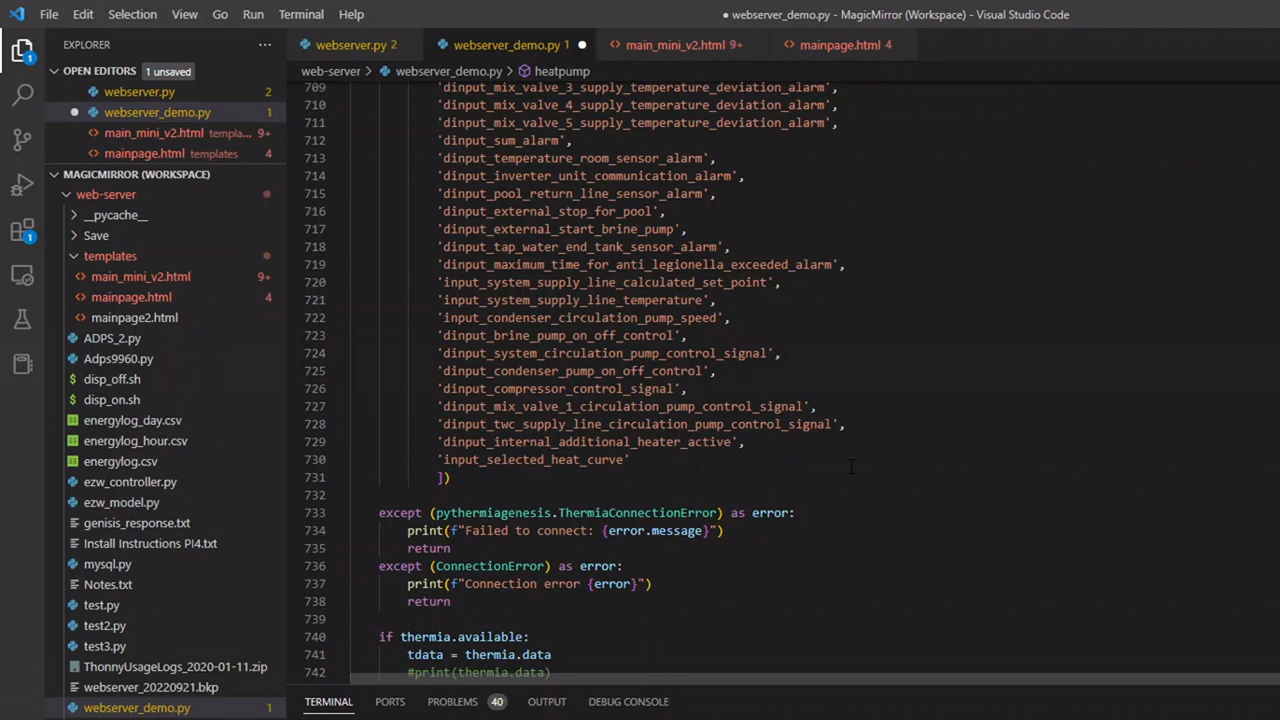 File Edit Selection View Go Run Terminal Help
● webserver_demo.py - MagicMirror (Workspace) - Visual Studio Code
EXPLORER ...
OPEN EDITORS 1 unsaved
webserver.py 2
webserver_demo.py 1
main_mini_v2.html templa... 9+
mainpage.html templates 4
MAGICMIRROR (WORKSPACE)
web-server
__pycache__
Save
templates
main_mini_v2.html 9+
mainpage.html 4
mainpage2.html
ADPS_2.py
Adps9960.py
disp_off.sh
disp_on.sh
energylog_day.csv
energylog_hour.csv
energylog.csv
ezw_controller.py
ezw_model.py
genisis_response.txt
Install Instructions PI4.txt
mysql.py
Notes.txt
test.py
test2.py
test3.py
ThonnyUsageLogs_2020-01-11.zip
webserver_20220921.bkp
webserver_demo.py 1
webserver.py 2 webserver_demo.py 1 ● main_mini_v2.html 9+ mainpage.html 4
web-server > webserver_demo.py > heatpump
709 'dinput_mix_valve_3_supply_temperature_deviation_alarm',
710 'dinput_mix_valve_4_supply_temperature_deviation_alarm',
711 'dinput_mix_valve_5_supply_temperature_deviation_alarm',
712 'dinput_sum_alarm',
713 'dinput_temperature_room_sensor_alarm',
714 'dinput_inverter_unit_communication_alarm',
715 'dinput_pool_return_line_sensor_alarm',
716 'dinput_external_stop_for_pool',
717 'dinput_external_start_brine_pump',
718 'dinput_tap_water_end_tank_sensor_alarm',
719 'dinput_maximum_time_for_anti_legionella_exceeded_alarm',
720 'input_system_supply_line_calculated_set_point',
721 'input_system_supply_line_temperature',
722 'input_condenser_circulation_pump_speed',
723 'dinput_brine_pump_on_off_control',
724 'dinput_system_circulation_pump_control_signal',
725 'dinput_condenser_pump_on_off_control',
726 'dinput_compressor_control_signal',
727 'dinput_mix_valve_1_circulation_pump_control_signal',
728 'dinput_twc_supply_line_circulation_pump_control_signal',
729 'dinput_internal_additional_heater_active',
730 'input_selected_heat_curve'
731 ])
732
733 except (pythermiagenesis.ThermiaConnectionError) as error:
734 print(f"Failed to connect: {error.message}")
735 return
736 except (ConnectionError) as error:
737 print(f"Connection error {error}")
738 return
739
740 if thermia.available:
741 tdata = thermia.data
742 #print(thermia.data)
TERMINAL PORTS PROBLEMS 40 OUTPUT DEBUG CONSOLE
1
1